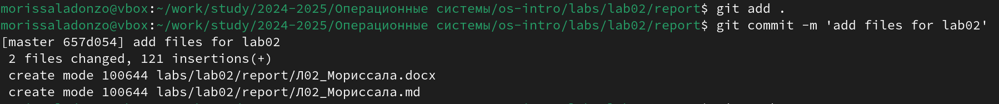 morissaladonzo@vbox:~/work/study/2024-2025/Операционные системы/os-intro/labs/lab02/report$ git add .
morissaladonzo@vbox:~/work/study/2024-2025/Операционные системы/os-intro/labs/lab02/report$ git commit -m 'add files for lab02'
[master 657d054] add files for lab02
 2 files changed, 121 insertions(+)
 create mode 100644 labs/lab02/report/Л02_Мориссала.docx
 create mode 100644 labs/lab02/report/Л02_Мориссала.md